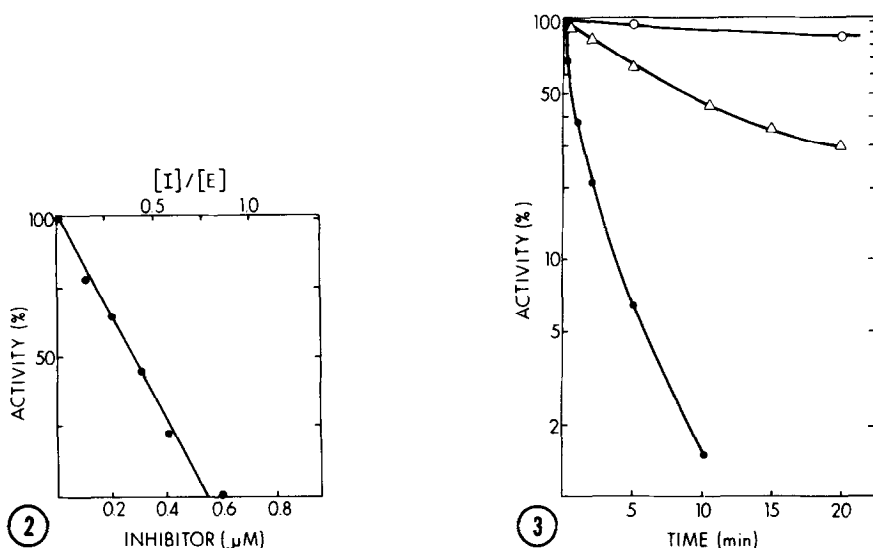 [I]/[E]
0.5 1.0
100
50
ACTIVITY (%)
0.2 0.4 0.6 0.8
INHIBITOR (µM)
2
100
50
10
5
2
ACTIVITY (%)
5 10 15 20
TIME (min)
3